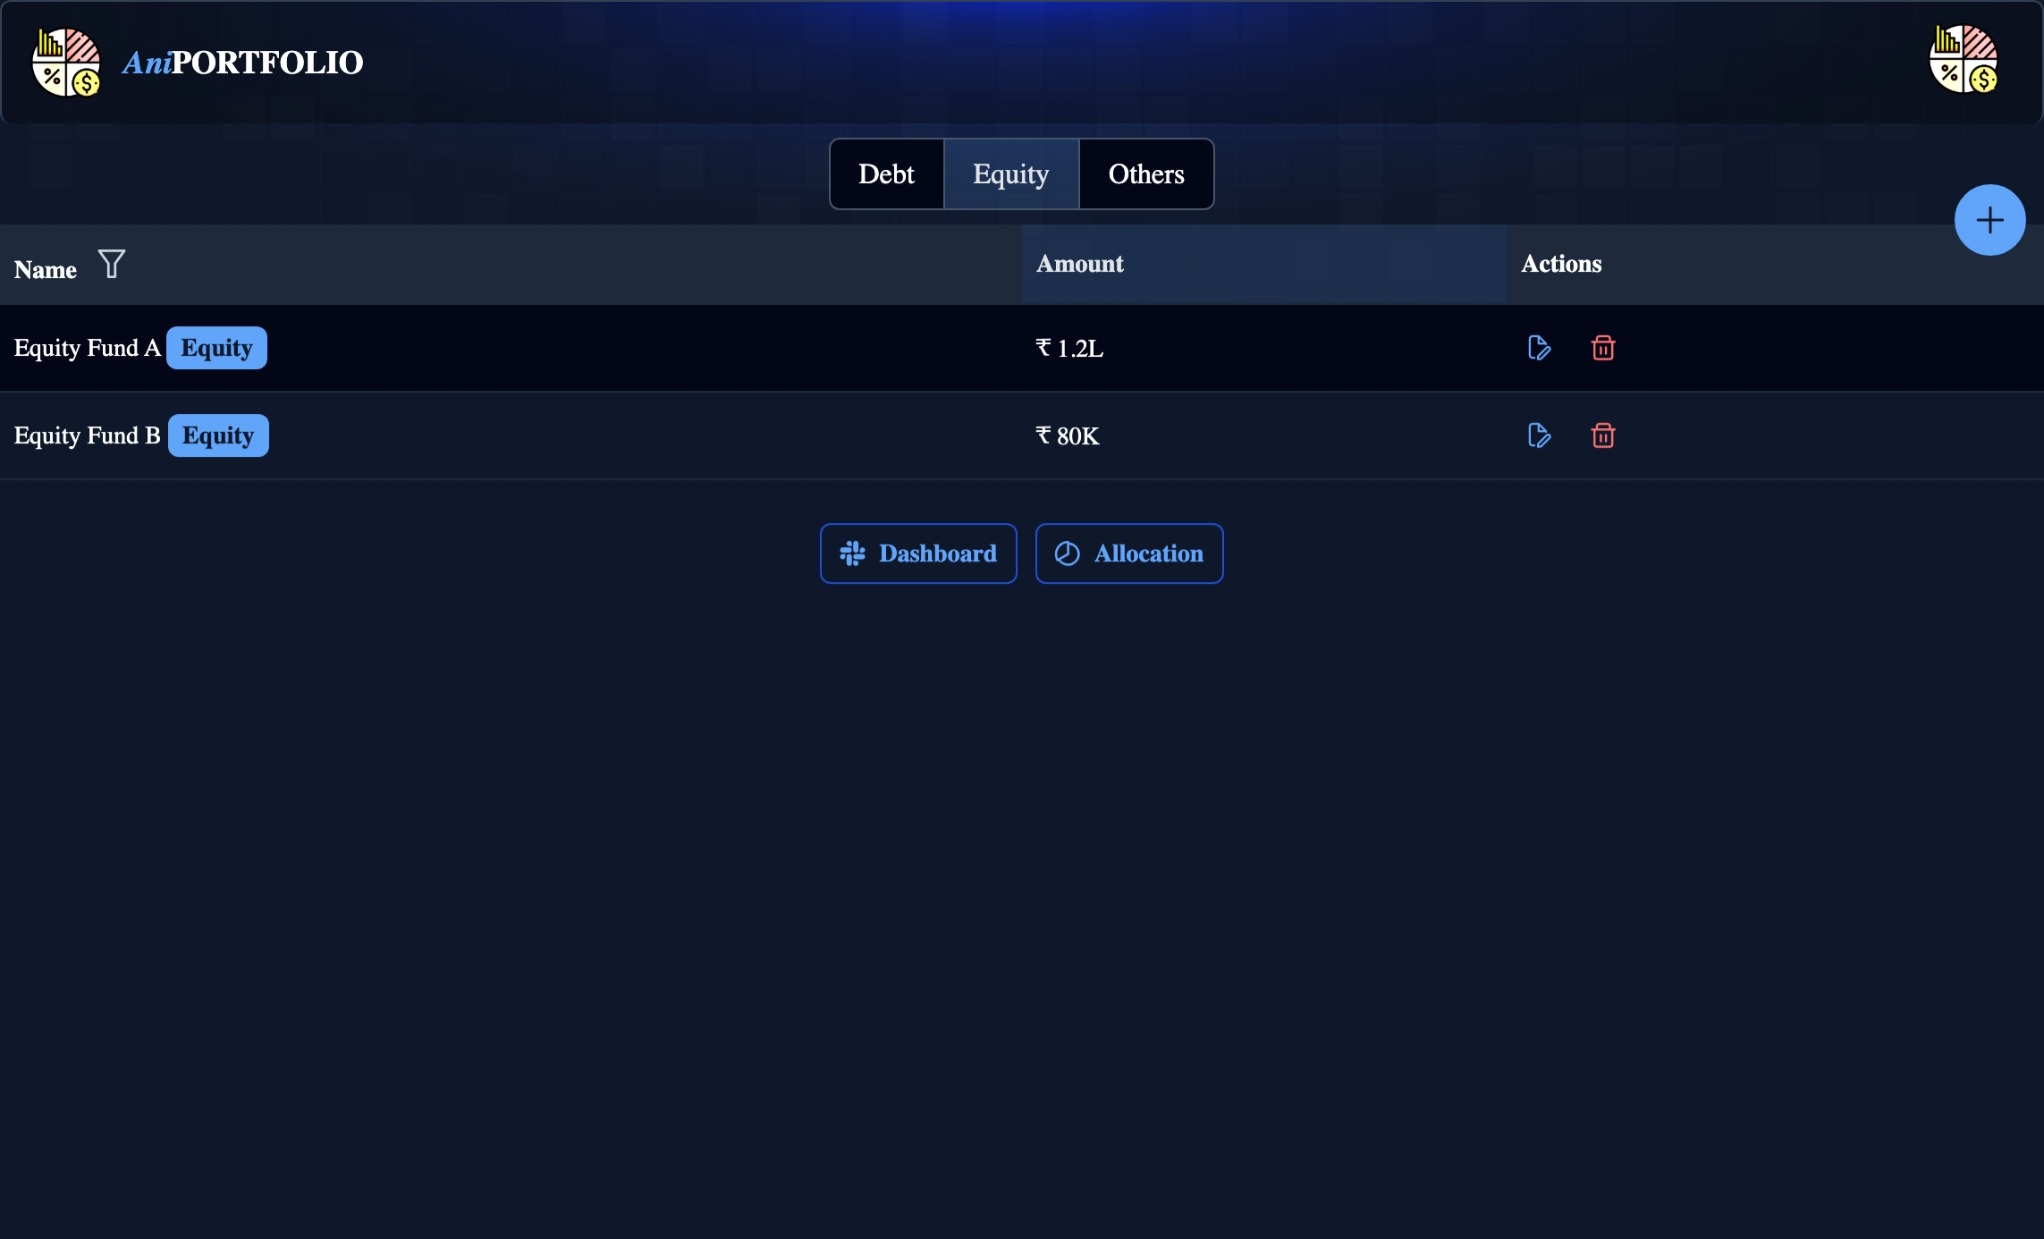 AniPORTFOLIO
Debt Equity Others
Name Amount Actions
Equity Fund A Equity ₹ 1.2L
Equity Fund B Equity ₹ 80K
Dashboard Allocation